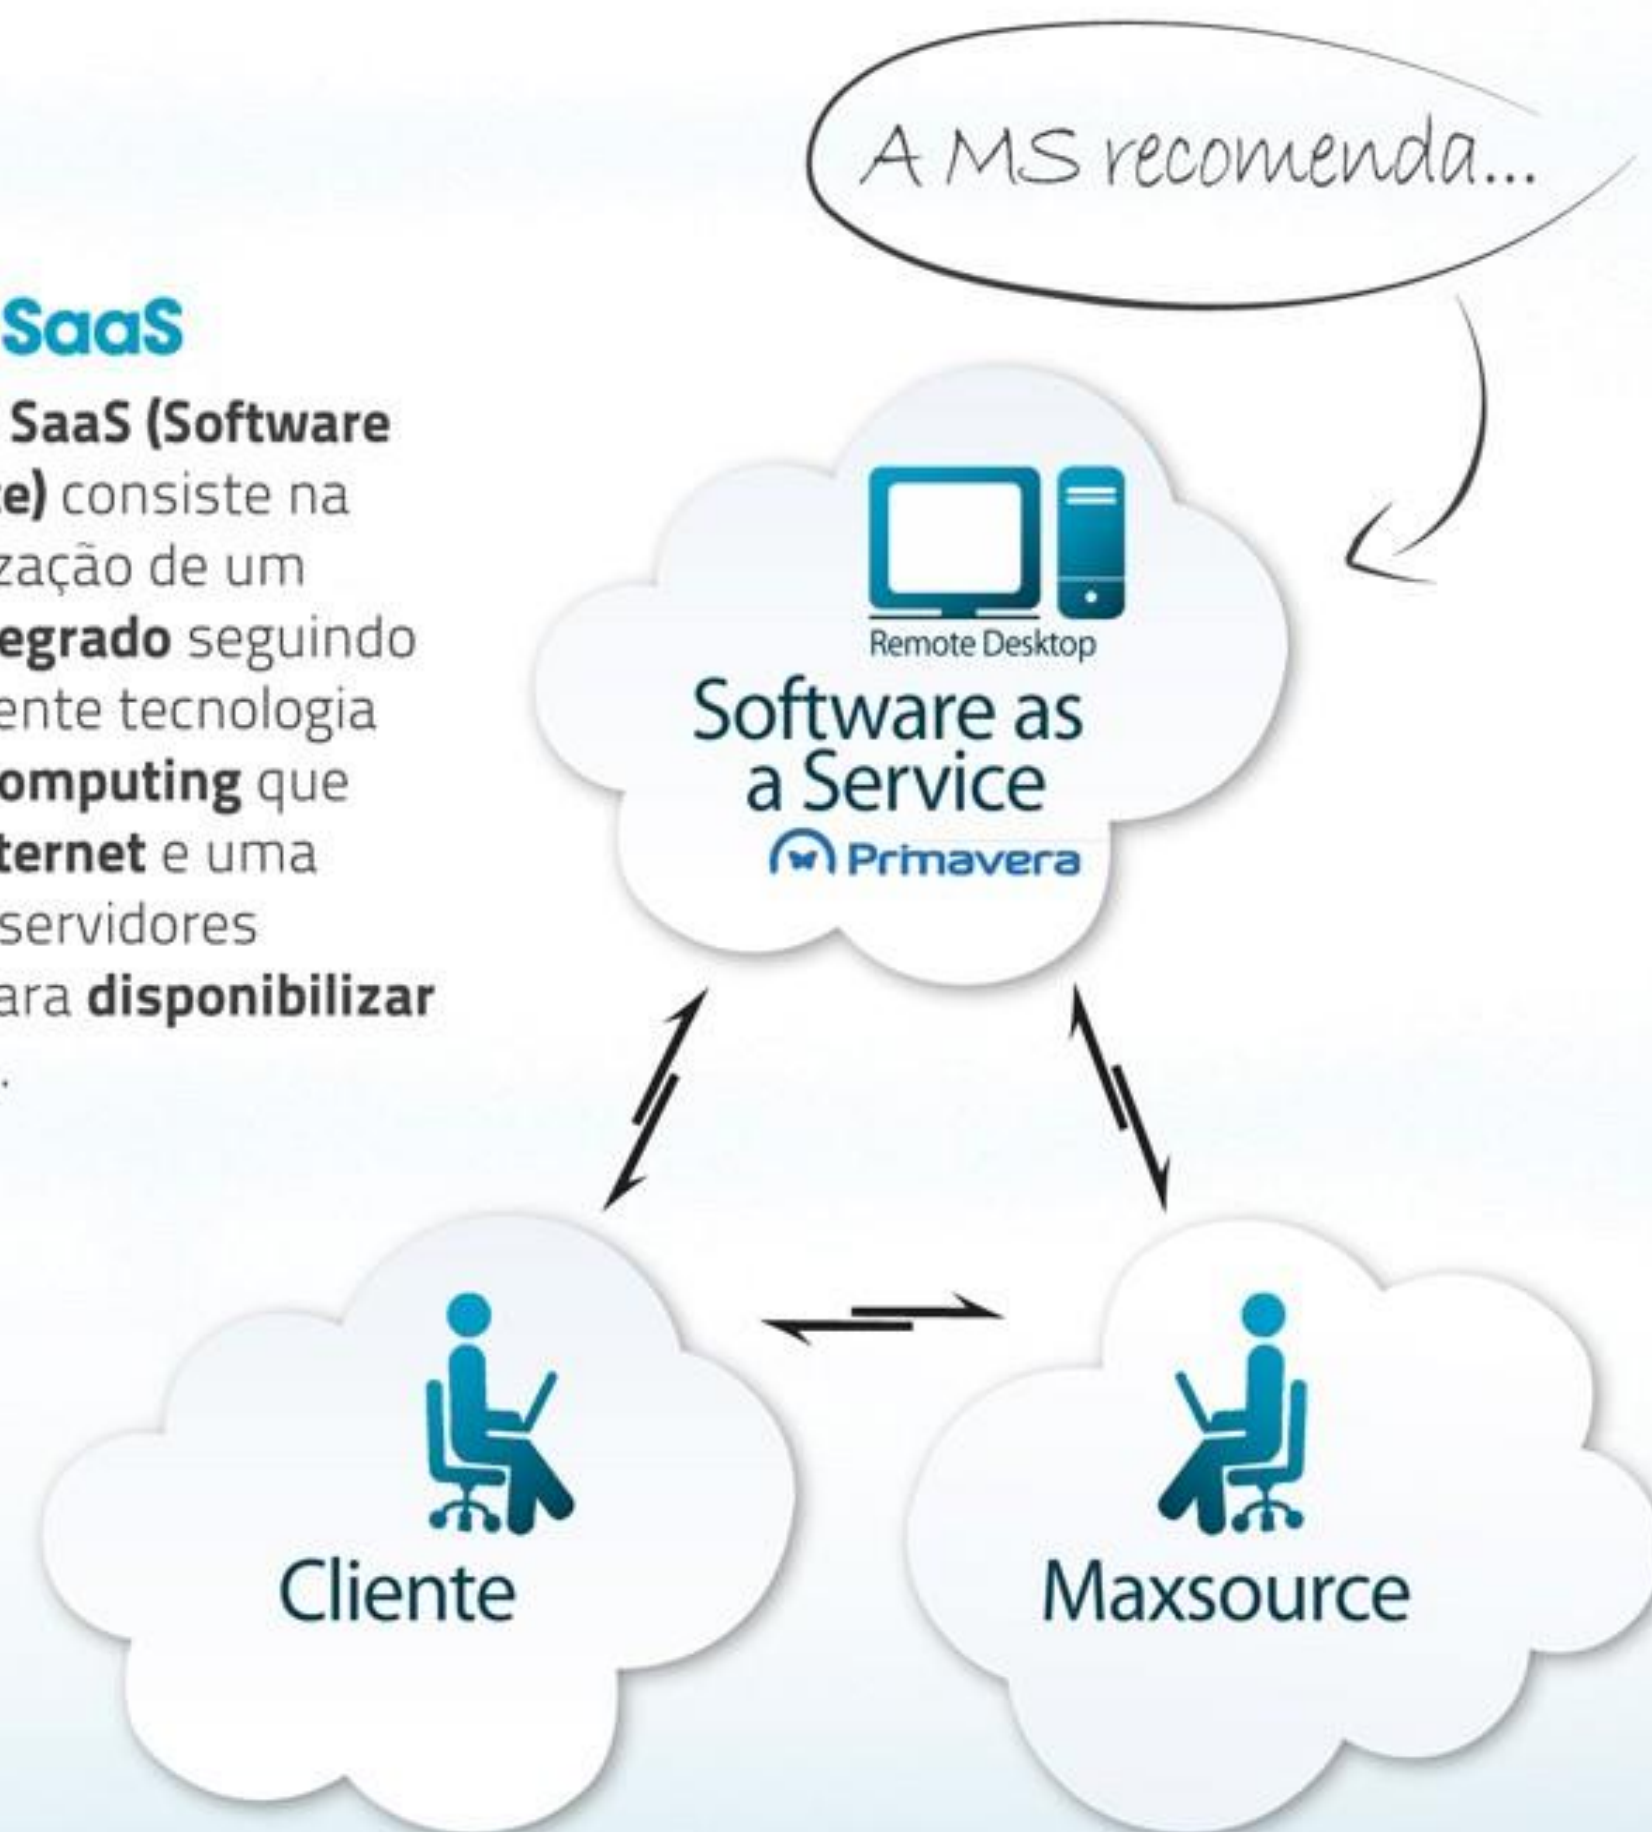 A MS recomenda...
SaaS
SaaS (Software
e) consiste na
zação de um
egrado seguindo
ente tecnologia
omputing que
ternet e uma
servidores
ara disponibilizar
.
Remote Desktop
Software as
a Service
Primavera
Cliente
Maxsource